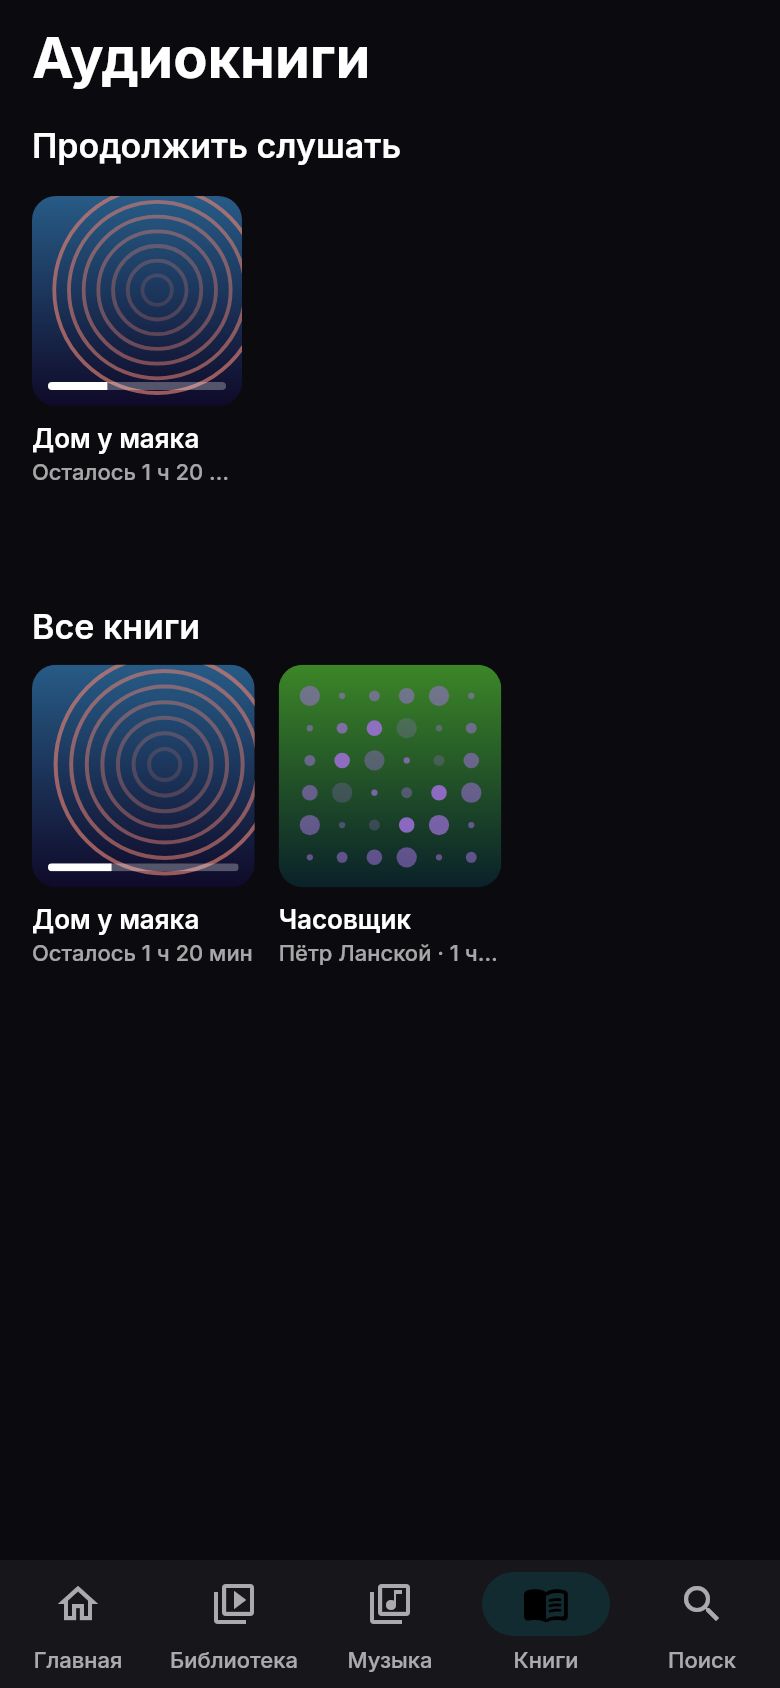 Аудиокниги
Продолжить слушать
Дом у маяка
Осталось 1 ч 20 ...
Все книги
Дом у маяка
Осталось 1 ч 20 мин
Часовщик
Пётр Ланской · 1 ч...
Главная
Библиотека
Музыка
Книги
Поиск